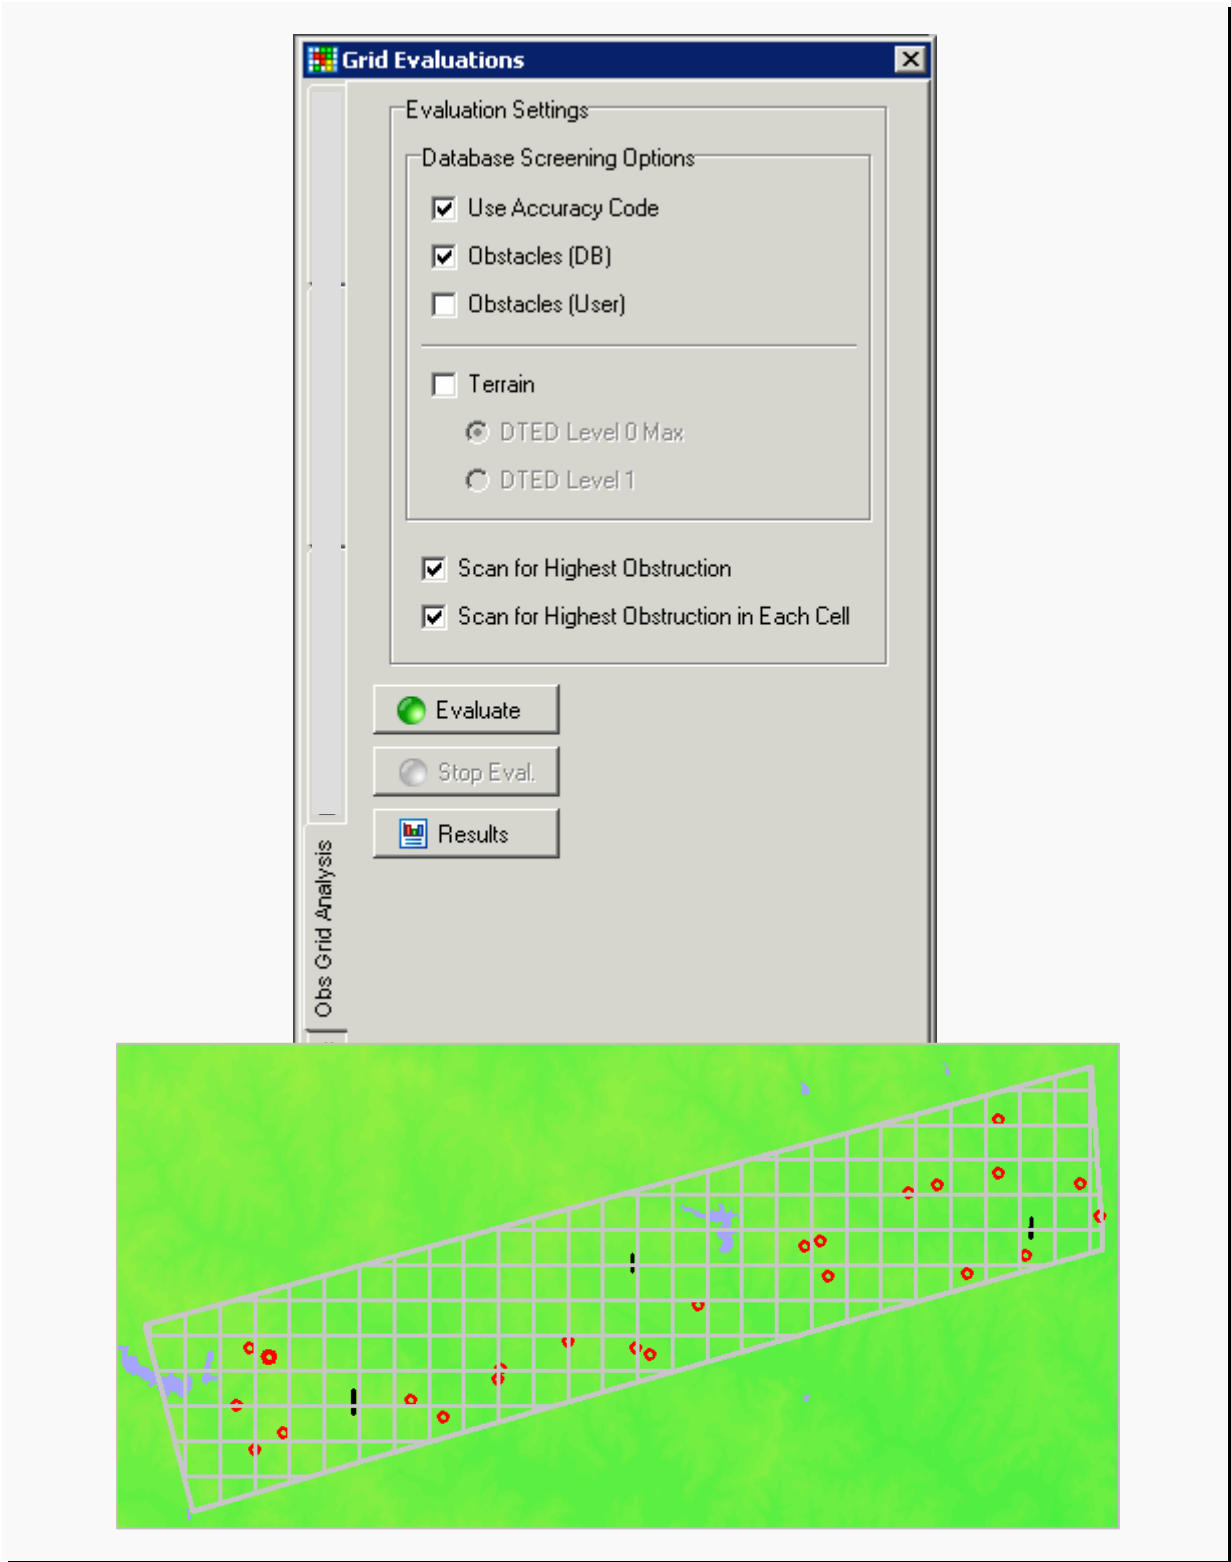 Grid Evaluations
Evaluation Settings
Database Screening Options
Use Accuracy Code
Obstacles (DB)
Obstacles (User)
Terrain
DTED Level 0 Max
DTED Level 1
Scan for Highest Obstruction
Scan for Highest Obstruction in Each Cell
Evaluate
Stop Eval.
Results
Obs Grid Analysis